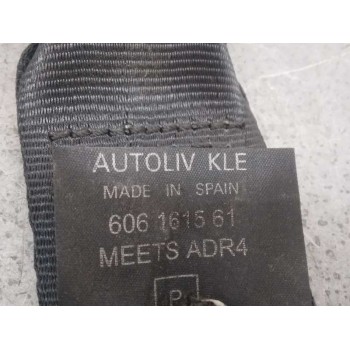 AUTOLIV KLE
MADE IN SPAIN
606 1615 61
MEETS ADR4
P